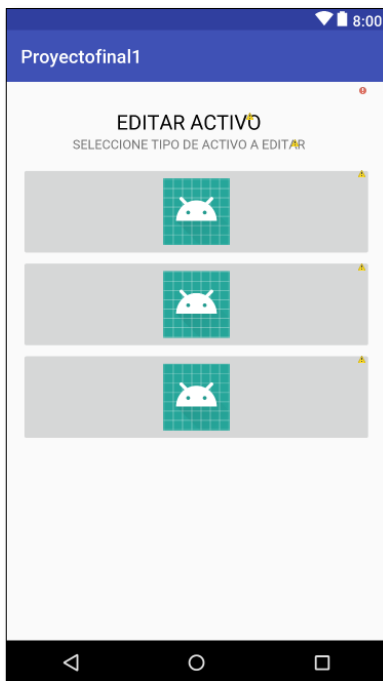 8:00
Proyectofinal1
EDITAR ACTIVO
SELECCIONE TIPO DE ACTIVO A EDITAR